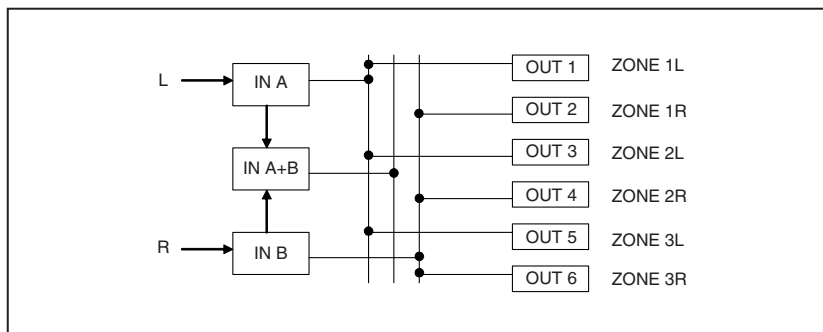 L IN A OUT 1 ZONE 1L
OUT 2 ZONE 1R
IN A+B OUT 3 ZONE 2L
OUT 4 ZONE 2R
R IN B OUT 5 ZONE 3L
OUT 6 ZONE 3R